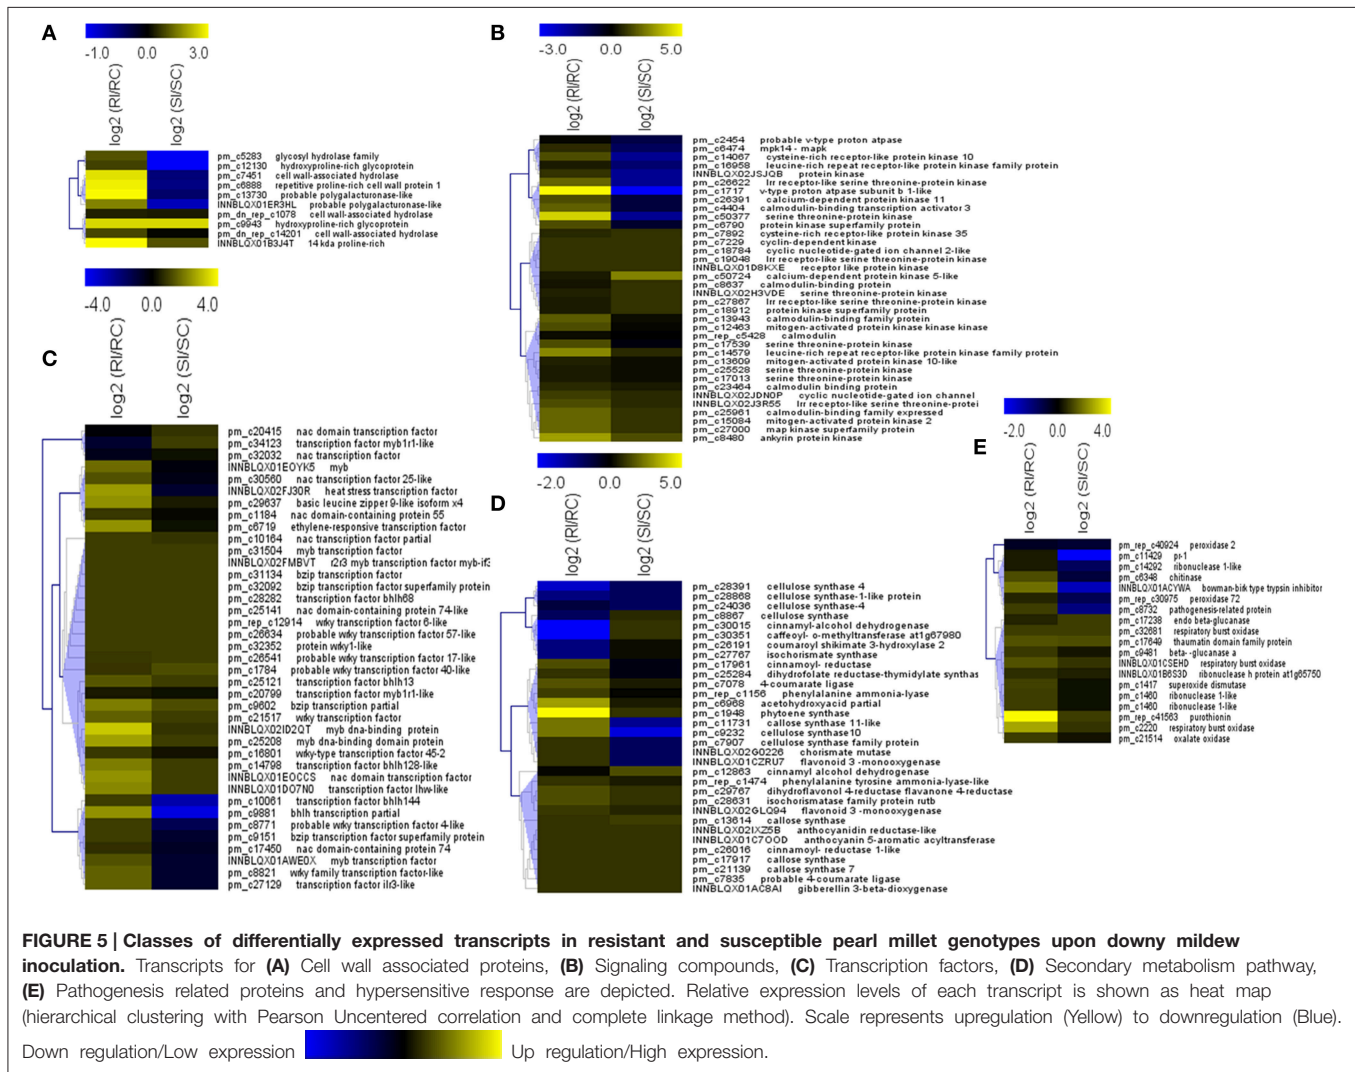 A
-1.0 0.0 3.0
log2 (RI/RC)
log2 (SI/SC)
pm_c5283 glycosyl hydrolase family
pm_c12130 hydroxyproline-rich glycoprotein
pm_c7451 cell wall-associated hydrolase
pm_c6888 repetitive proline-rich cell wall protein 1
pm_c13730 probable polygalacturonase-like
INNBLQX01ER3HL probable polygalacturonase-like
pm_dn_rep_c1078 cell wall-associated hydrolase
pm_c9943 hydroxyproline-rich glycoprotein
pm_dn_rep_c14201 cell wall-associated hydrolase
INNBLQX01B3J4T 14 kda proline-rich
B
-3.0 0.0 5.0
log2 (RI/RC)
log2 (SI/SC)
pm_c2454 probable v-type proton atpase
pm_c6474 mpk14 - mapk
pm_c14067 cysteine-rich receptor-like protein kinase 10
pm_c16958 leucine-rich repeat receptor-like protein kinase family protein
INNBLQX02JSJQB protein kinase
pm_c26622 lrr receptor-like serine threonine-protein kinase
pm_c1717 v-type proton atpase subunit b 1-like
pm_c26391 calcium-dependent protein kinase 11
pm_c4404 calmodulin-binding transcription activator 3
pm_c50377 serine threonine-protein kinase
pm_c6790 protein kinase superfamily protein
pm_c7892 cysteine-rich receptor-like protein kinase 35
pm_c7229 cyclin-dependent kinase
pm_c18784 cyclic nucleotide-gated ion channel 2-like
pm_c19048 lrr receptor-like serine threonine-protein kinase
INNBLQX01D8KXE receptor like protein kinase
pm_c50724 calcium-dependent protein kinase 5-like
pm_c8637 calmodulin-binding protein
INNBLQX02H3VDE serine threonine-protein kinase
pm_c27867 lrr receptor-like serine threonine-protein kinase
pm_c18912 protein kinase superfamily protein
pm_c13943 calmodulin-binding family protein
pm_c12463 mitogen-activated protein kinase kinase kinase
pm_rep_c5428 calmodulin
pm_c17539 serine threonine-protein kinase
pm_c14579 leucine-rich repeat receptor-like protein kinase family protein
pm_c13609 mitogen-activated protein kinase 10-like
pm_c25528 serine threonine-protein kinase
pm_c17013 serine threonine-protein kinase
pm_c23464 calmodulin binding protein
INNBLQX02JDN0P cyclic nucleotide-gated ion channel
INNBLQX02J3R55 lrr receptor-like serine threonine-protei
pm_c25961 calmodulin-binding family expressed
pm_c15084 mitogen-activated protein kinase 2
pm_c27000 map kinase superfamily protein
pm_c8480 ankyrin protein kinase
C
-4.0 0.0 4.0
log2 (RI/RC)
log2 (SI/SC)
pm_c20415 nac domain transcription factor
pm_c34123 transcription factor myb1r1-like
pm_c32032 nac transcription factor
INNBLQX01EOYK5 myb
pm_c30560 nac transcription factor 25-like
INNBLQX02FJ30R heat stress transcription factor
pm_c29637 basic leucine zipper 9-like isoform x4
pm_c1184 nac domain-containing protein 55
pm_c6719 ethylene-responsive transcription factor
pm_c10164 nac transcription factor partial
pm_c31504 myb transcription factor
INNBLQX02FMBVT r2r3 myb transcription factor myb-if3
pm_c31134 bzip transcription factor
pm_c32092 bzip transcription factor superfamily protein
pm_c28282 transcription factor bhlh68
pm_c25141 nac domain-containing protein 74-like
pm_rep_c12914 wky transcription factor 6-like
pm_c26634 probable wky transcription factor 57-like
pm_c32352 protein wky1-like
pm_c26541 probable wky transcription factor 17-like
pm_c1784 probable wky transcription factor 40-like
pm_c25121 transcription factor bhlh13
pm_c20799 transcription factor myb1r1-like
pm_c9602 bzip transcription partial
pm_c21517 wky transcription factor
INNBLQX02ID2QT myb dna-binding protein
pm_c25208 myb dna-binding domain protein
pm_c16801 wky-type transcription factor 45-2
pm_c14798 transcription factor bhlh128-like
INNBLQX01EOCCS nac domain transcription factor
INNBLQX01DO7N0 transcription factor lhw-like
pm_c10061 transcription factor bhlh144
pm_c9881 bhlh transcription partial
pm_c8771 probable wky transcription factor 4-like
pm_c9151 bzip transcription factor superfamily protein
pm_c17450 nac domain-containing protein 74
INNBLQX01AWE0X myb transcription factor
pm_c8821 wky family transcription factor-like
pm_c27129 transcription factor ilr3-like
D
-2.0 0.0 5.0
log2 (RI/RC)
log2 (SI/SC)
pm_c28391 cellulose synthase 4
pm_c28868 cellulose synthase-1-like protein
pm_c24036 cellulose synthase-4
pm_c8867 cellulose synthase
pm_c30015 cinnamyl-alcohol dehydrogenase
pm_c30351 caffeoyl- o-methyltransferase at1g67980
pm_c26191 coumaroyl shikimate 3-hydroxylase 2
pm_c27767 isochorismate synthase
pm_c17961 cinnamoyl- reductase
pm_c25284 dihydrofolate reductase-thymidylate synthas
pm_c7078 4-coumarate ligase
pm_rep_c1156 phenylalanine ammonia-lyase
pm_c6968 acetohydroxyacid partial
pm_c1948 phytoene synthase
pm_c11731 callose synthase 11-like
pm_c9232 cellulose synthase10
pm_c7907 cellulose synthase family protein
INNBLQX02G0226 chorismate mutase
INNBLQX01CZRU7 flavonoid 3 -monooxygenase
pm_c12863 cinnamyl alcohol dehydrogenase
pm_rep_c1474 phenylalanine tyrosine ammonia-lyase-like
pm_c29767 dihydroflavonol 4-reductase flavanone 4-reductase
pm_c28631 isochorismatase family protein rutb
INNBLQX02GLQ94 flavonoid 3 -monooxygenase
pm_c13614 callose synthase
INNBLQX02IXZ5B anthocyanidin reductase-like
INNBLQX01C7OOD anthocyanin 5-aromatic acyltransferase
pm_c26016 cinnamoyl- reductase 1-like
pm_c17917 callose synthase
pm_c21139 callose synthase 7
pm_c7835 probable 4-coumarate ligase
INNBLQX01AC8AI gibberellin 3-beta-dioxygenase
E
-2.0 0.0 4.0
log2 (RI/RC)
log2 (SI/SC)
pm_rep_c40924 peroxidase 2
pm_c11429 pr-1
pm_c14292 ribonuclease 1-like
pm_c6348 chitinase
INNBLQX01ACYWA bowman-birk type trypsin inhibitor
pm_rep_c30975 peroxidase 72
pm_c8732 pathogenesis-related protein
pm_c17238 endo beta-glucanase
pm_c32681 respiratory burst oxidase
pm_c17649 thaumatin domain family protein
pm_c9481 beta- -glucanase a
INNBLQX01CSEHD respiratory burst oxidase
INNBLQX01B6S3D ribonuclease h protein at1g65750
pm_c1417 superoxide dismutase
pm_c1460 ribonuclease 1-like
pm_c1460 ribonuclease 1-like
pm_rep_c41563 purothionin
pm_c2220 respiratory burst oxidase
pm_c21514 oxalate oxidase
FIGURE 5 | Classes of differentially expressed transcripts in resistant and susceptible pearl millet genotypes upon downy mildew
inoculation. Transcripts for (A) Cell wall associated proteins, (B) Signaling compounds, (C) Transcription factors, (D) Secondary metabolism pathway,
(E) Pathogenesis related proteins and hypersensitive response are depicted. Relative expression levels of each transcript is shown as heat map
(hierarchical clustering with Pearson Uncentered correlation and complete linkage method). Scale represents upregulation (Yellow) to downregulation (Blue).
Down regulation/Low expression Up regulation/High expression.